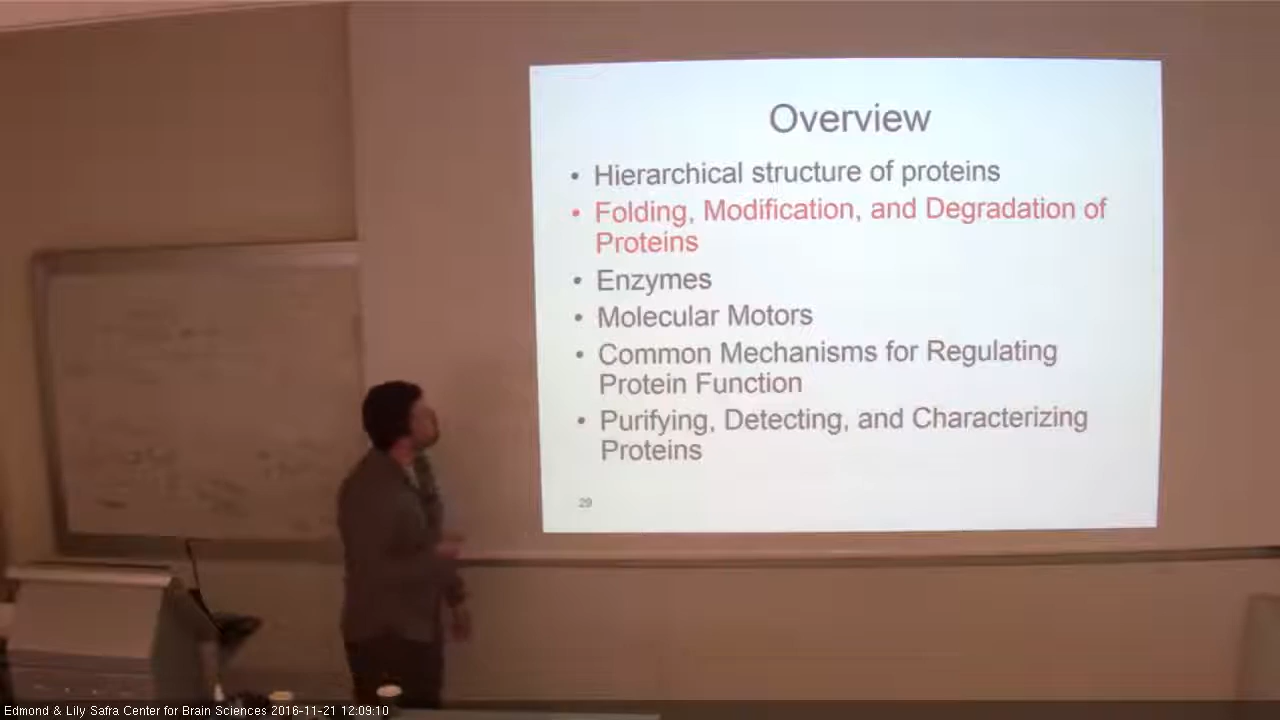 Overview
• Hierarchical structure of proteins
• Folding, Modification, and Degradation of
Proteins
• Enzymes
• Molecular Motors
• Common Mechanisms for Regulating
Protein Function
• Purifying, Detecting, and Characterizing
Proteins
29
Edmond & Lily Safra Center for Brain Sciences 2016-11-21 12:09:10